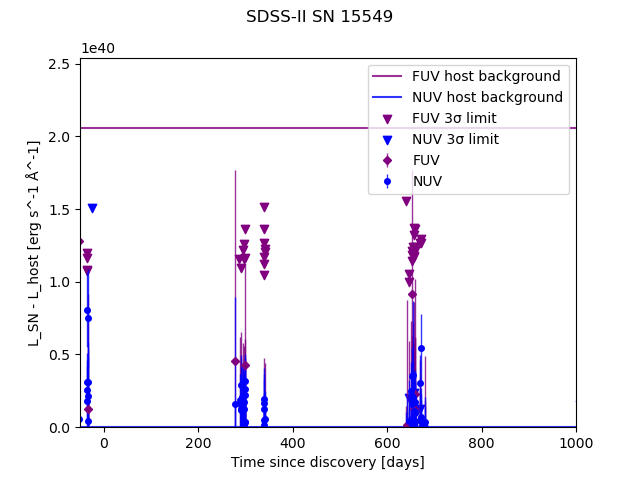 SDSS-II SN 15549
1e40
FUV host background
NUV host background
FUV 3σ limit
NUV 3σ limit
FUV
NUV
L_SN - L_host [erg s^-1 Å^-1]
2.5
2.0
1.5
1.0
0.5
0.0
0 200 400 600 800 1000
Time since discovery [days]